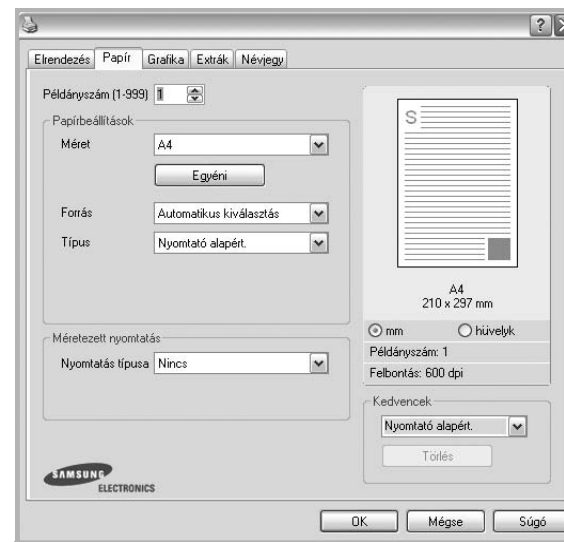 Elrendezés Papír Grafika Extrák Névjegy
Példányszám (1-999) 1
Papírbeállítások
Méret A4
Egyéni
Forrás Automatikus kiválasztás
Típus Nyomtató alapért.
Méretezett nyomtatás
Nyomtatás típusa Nincs
SAMSUNG
ELECTRONICS
S
A4
210 x 297 mm
mm hüvelyk
Példányszám: 1
Felbontás: 600 dpi
Kedvencek
Nyomtató alapért.
Törlés
OK Mégse Súgó